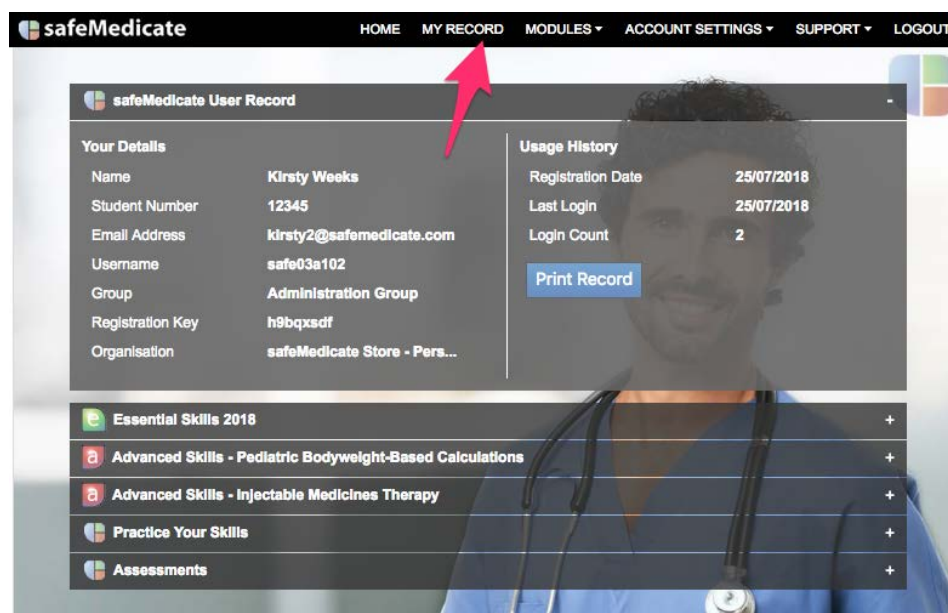 safeMedicate
HOME MY RECORD MODULES ACCOUNT SETTINGS SUPPORT LOGOUT
safeMedicate User Record -
Your Details
Name Kirsty Weeks
Student Number 12345
Email Address kirsty2@safemedicate.com
Username safe03a102
Group Administration Group
Registration Key h9bqxsdf
Organisation safeMedicate Store - Pers...
Usage History
Registration Date 25/07/2018
Last Login 25/07/2018
Login Count 2
Print Record
e Essential Skills 2018 +
a Advanced Skills - Pediatric Bodyweight-Based Calculations +
a Advanced Skills - Injectable Medicines Therapy +
Practice Your Skills +
Assessments +